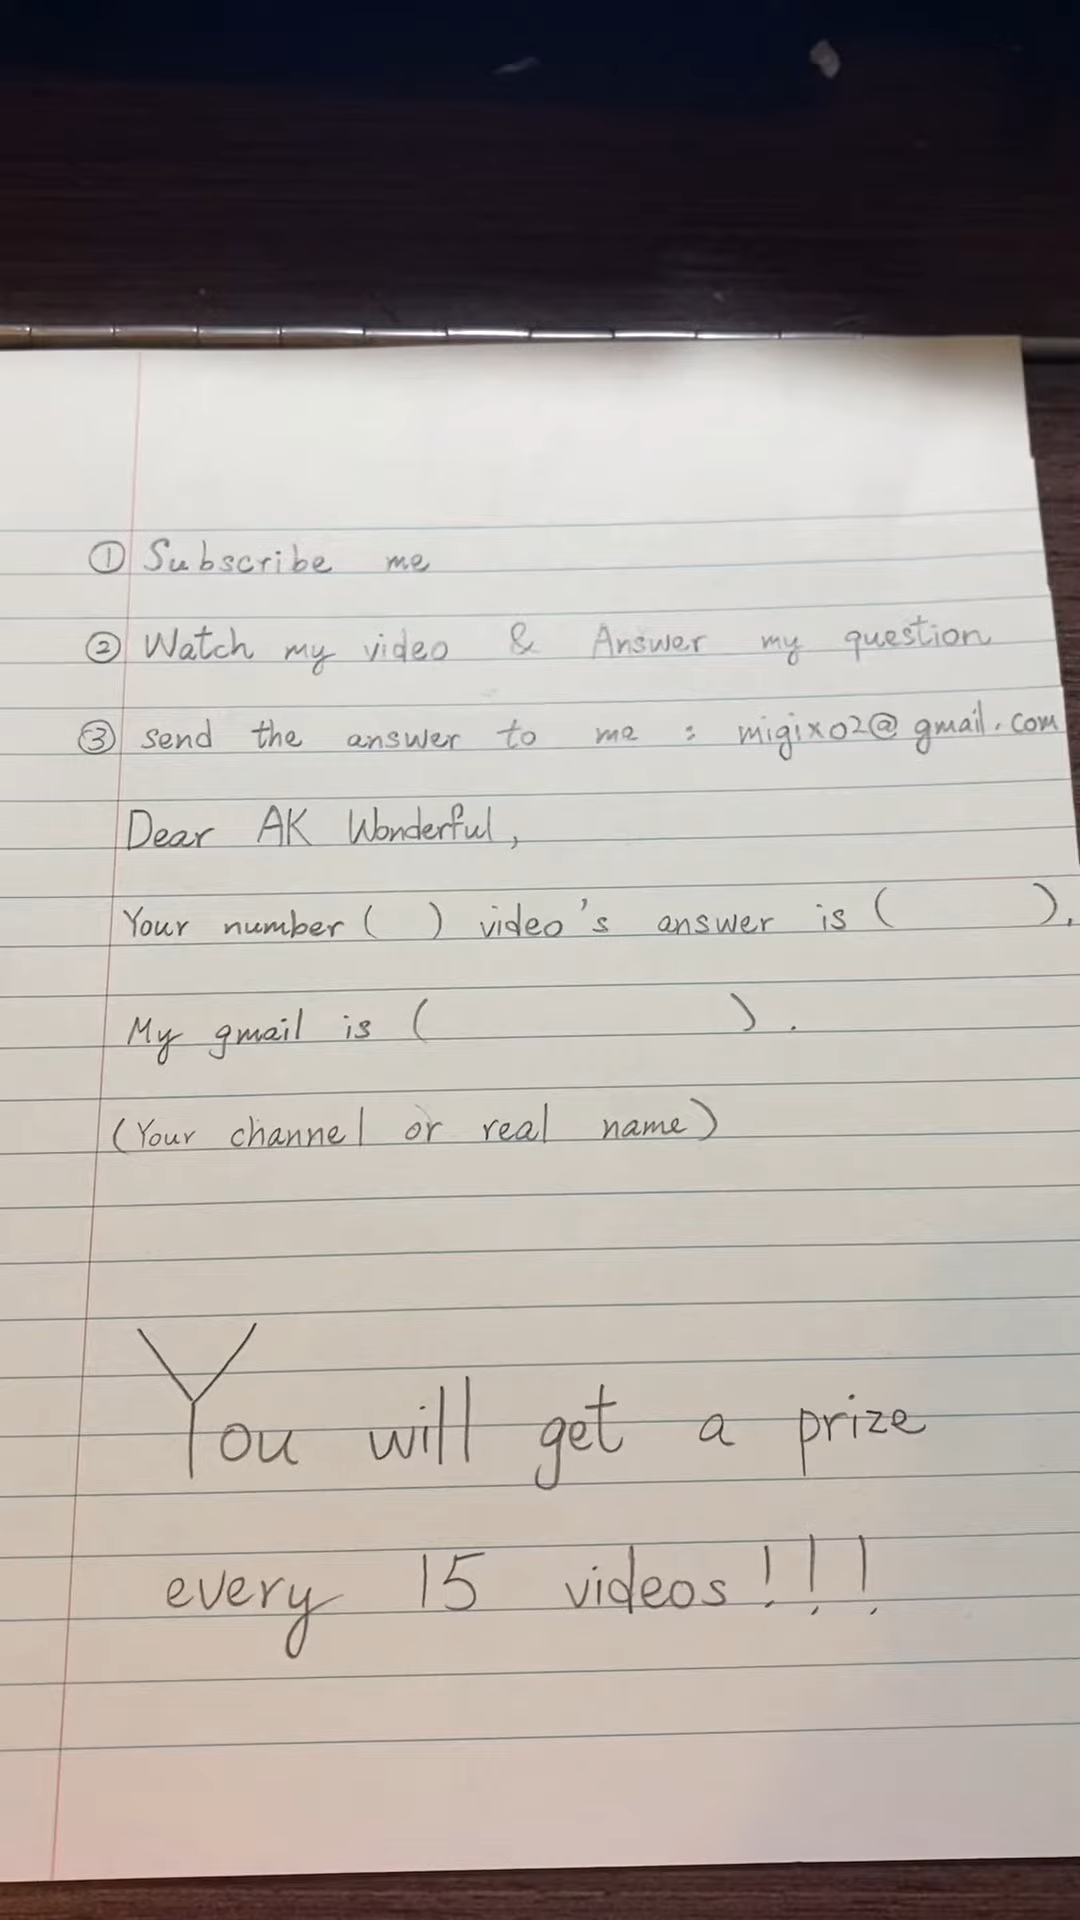 ① Subscribe me
② Watch my video & Answer my question
③ send the answer to me : migix02@gmail.com
Dear AK Wonderful,
Your number ( ) video's answer is ( ).
My gmail is ( ).
(Your channel or real name)
You will get a prize
every 15 videos!!!